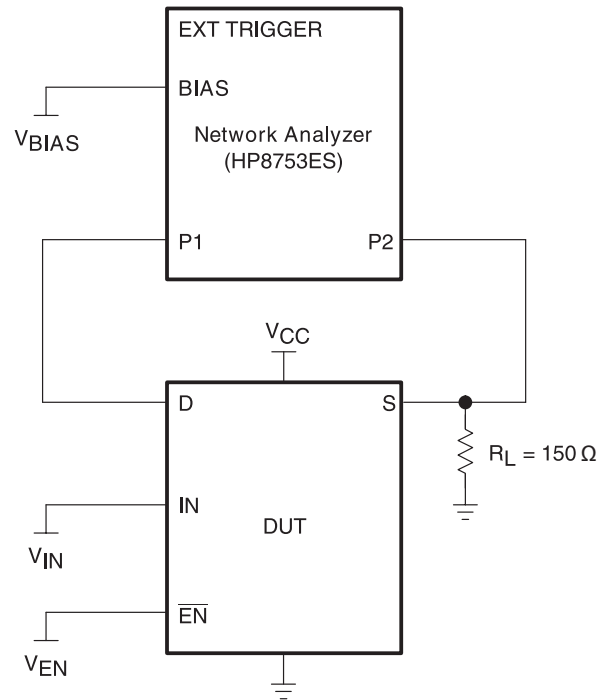 EXT TRIGGER
BIAS
VBIAS
Network Analyzer
(HP8753ES)
P1
P2
VCC
D
S
RL = 150 Ω
IN
DUT
VIN
EN
VEN